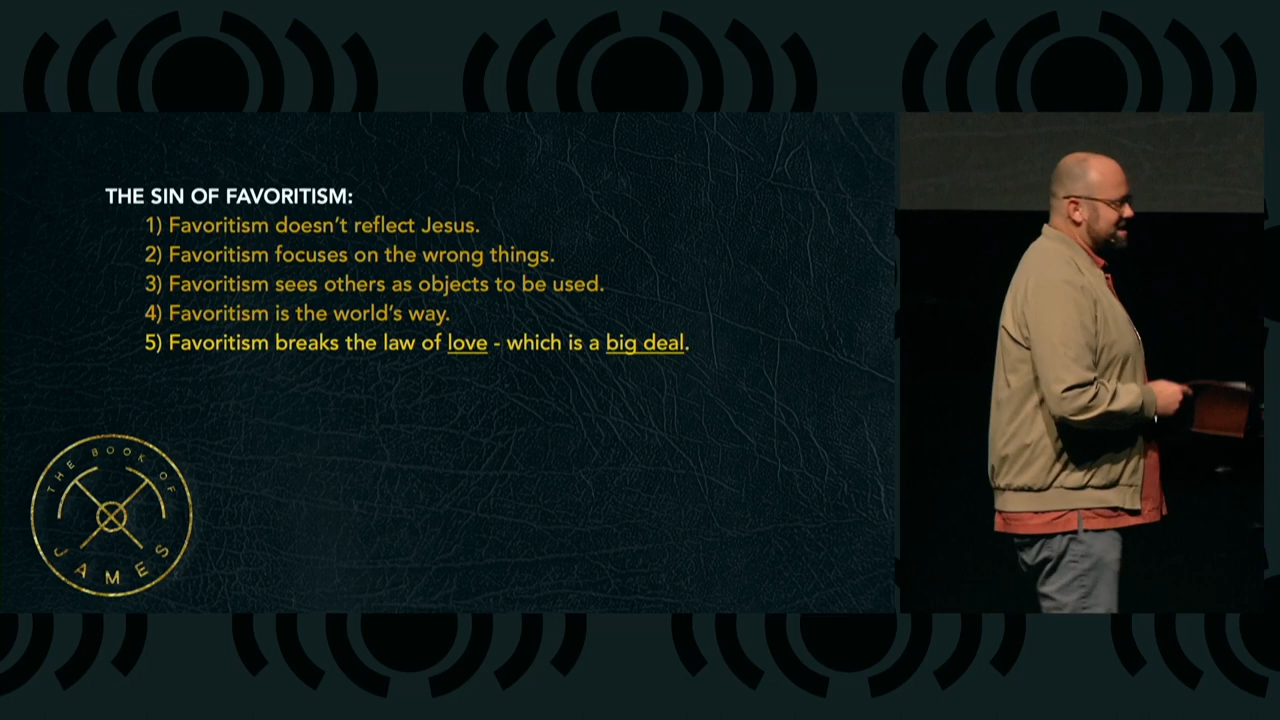 THE SIN OF FAVORITISM:
1) Favoritism doesn't reflect Jesus.
2) Favoritism focuses on the wrong things.
3) Favoritism sees others as objects to be used.
4) Favoritism is the world's way.
5) Favoritism breaks the law of love - which is a big deal.
THE BOOK OF
JAMES